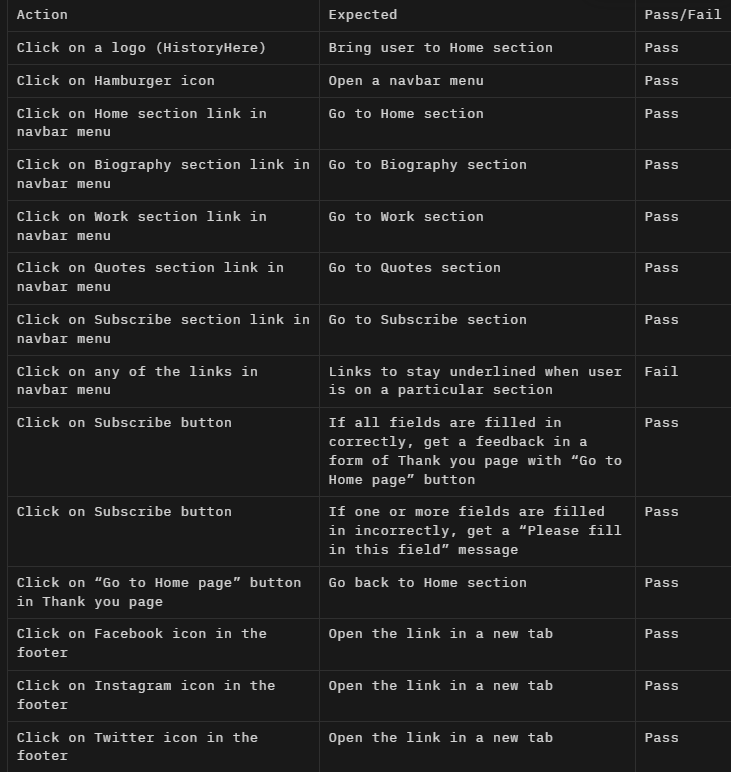 Action Expected Pass/Fail
Click on a logo (HistoryHere) Bring user to Home section Pass
Click on Hamburger icon Open a navbar menu Pass
Click on Home section link in Go to Home section Pass
navbar menu
Click on Biography section link in Go to Biography section Pass
navbar menu
Click on Work section link in Go to Work section Pass
navbar menu
Click on Quotes section link in Go to Quotes section Pass
navbar menu
Click on Subscribe section link in Go to Subscribe section Pass
navbar menu
Click on any of the links in Links to stay underlined when user Fail
navbar menu is on a particular section
Click on Subscribe button If all fields are filled in Pass
correctly, get a feedback in a
form of Thank you page with “Go to
Home page” button
Click on Subscribe button If one or more fields are filled Pass
in incorrectly, get a “Please fill
in this field” message
Click on “Go to Home page” button Go back to Home section Pass
in Thank you page
Click on Facebook icon in the Open the link in a new tab Pass
footer
Click on Instagram icon in the Open the link in a new tab Pass
footer
Click on Twitter icon in the Open the link in a new tab Pass
footer